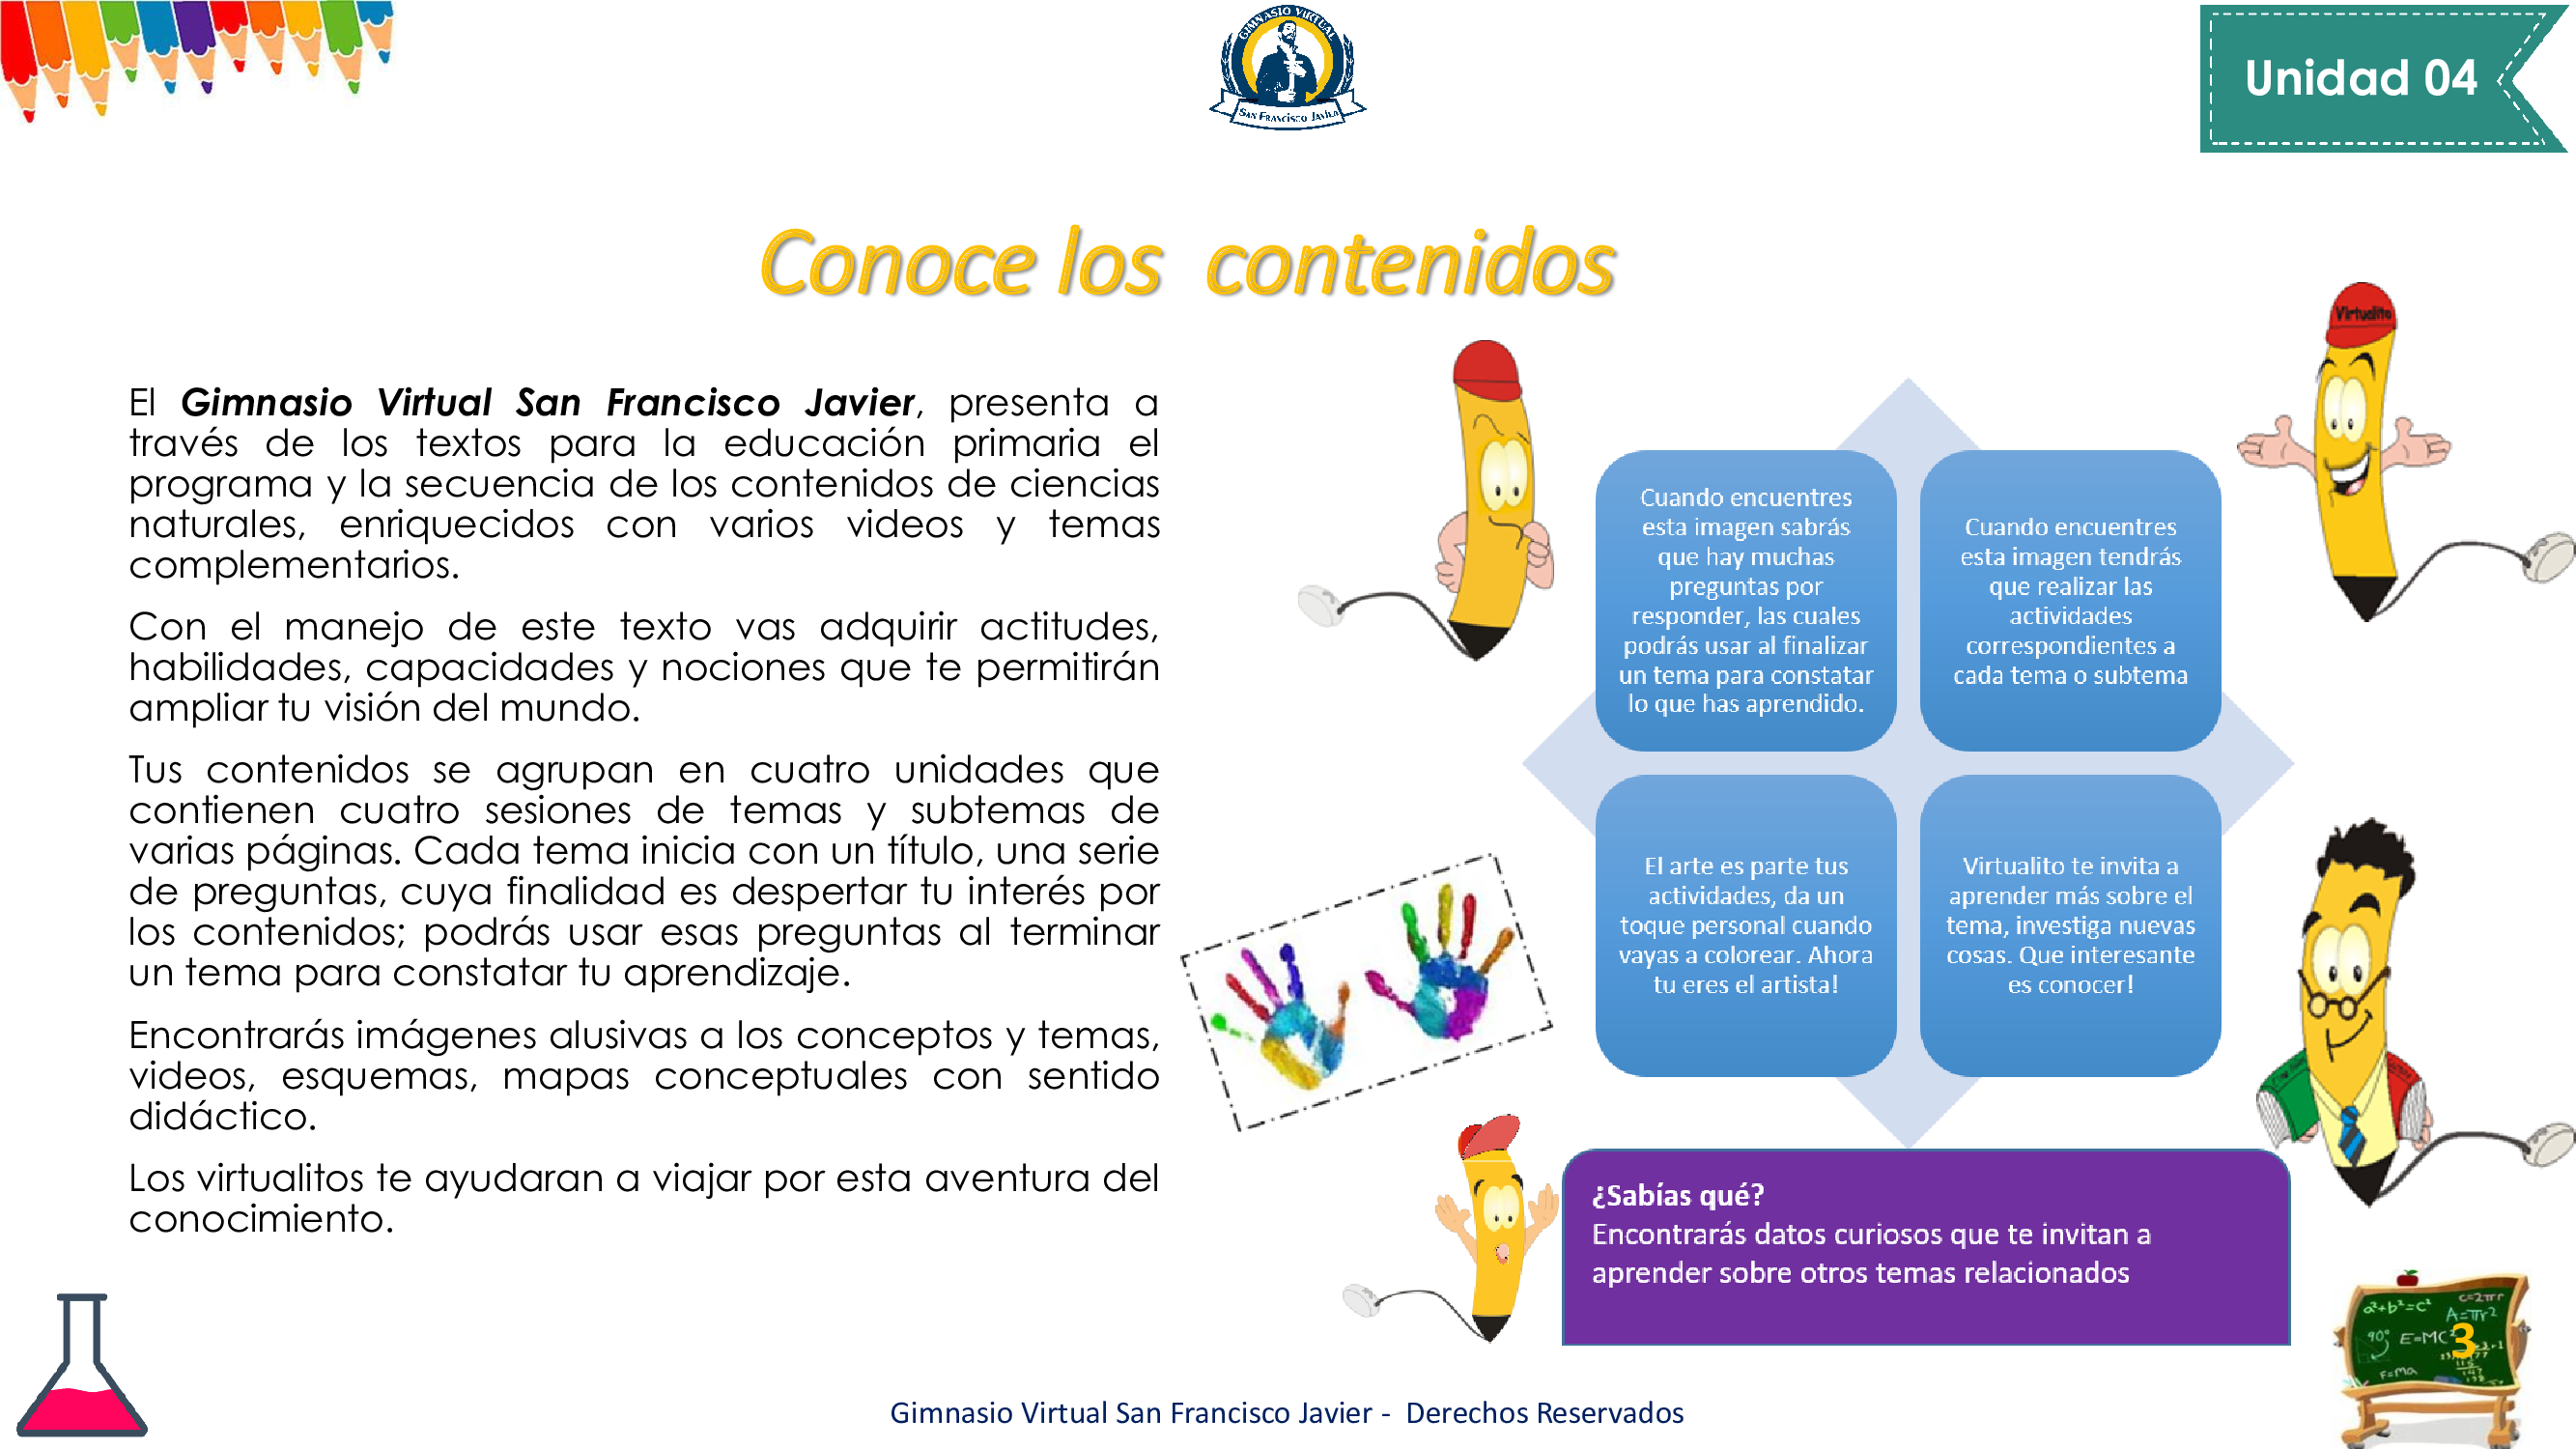 GIMNASIO VIRTUAL
SAN FRANCISCO JAVIER
Unidad 04
Conoce los contenidos
El Gimnasio Virtual San Francisco Javier, presenta a
través de los textos para la educación primaria el
programa y la secuencia de los contenidos de ciencias
naturales, enriquecidos con varios videos y temas
complementarios.
Con el manejo de este texto vas adquirir actitudes,
habilidades, capacidades y nociones que te permitirán
ampliar tu visión del mundo.
Tus contenidos se agrupan en cuatro unidades que
contienen cuatro sesiones de temas y subtemas de
varias páginas. Cada tema inicia con un título, una serie
de preguntas, cuya finalidad es despertar tu interés por
los contenidos; podrás usar esas preguntas al terminar
un tema para constatar tu aprendizaje.
Encontrarás imágenes alusivas a los conceptos y temas,
videos, esquemas, mapas conceptuales con sentido
didáctico.
Los virtualitos te ayudaran a viajar por esta aventura del
conocimiento.
Virtualito
Cuando encuentres
esta imagen sabrás
que hay muchas
preguntas por
responder, las cuales
podrás usar al finalizar
un tema para constatar
lo que has aprendido.
Cuando encuentres
esta imagen tendrás
que realizar las
actividades
correspondientes a
cada tema o subtema
El arte es parte tus
actividades, da un
toque personal cuando
vayas a colorear. Ahora
tu eres el artista!
Virtualito te invita a
aprender más sobre el
tema, investiga nuevas
cosas. Que interesante
es conocer!
¿Sabías qué?
Encontrarás datos curiosos que te invitan a
aprender sobre otros temas relacionados
a²+b²=c²
C=2πr
A=πr²
90°
E=MC²
F=ma
3
Gimnasio Virtual San Francisco Javier - Derechos Reservados